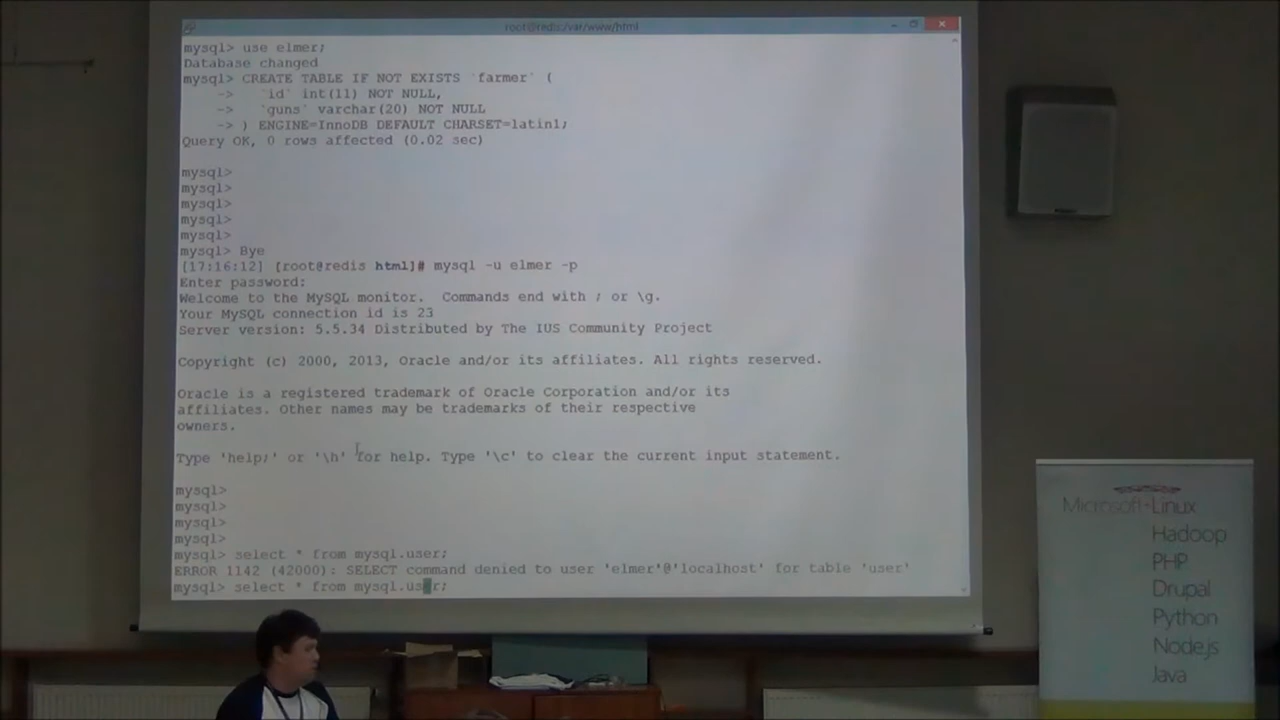 root@redis:/var/www/html
mysql> use elmer;
Database changed
mysql> CREATE TABLE IF NOT EXISTS `farmer` (
-> `id` int(11) NOT NULL,
-> `guns` varchar(20) NOT NULL
-> ) ENGINE=InnoDB DEFAULT CHARSET=latin1;
Query OK, 0 rows affected (0.02 sec)
mysql>
mysql>
mysql>
mysql>
mysql>
mysql> Bye
[17:16:12] [root@redis html]# mysql -u elmer -p
Enter password:
Welcome to the MySQL monitor.  Commands end with ; or \g.
Your MySQL connection id is 23
Server version: 5.5.34 Distributed by The IUS Community Project
Copyright (c) 2000, 2013, Oracle and/or its affiliates. All rights reserved.
Oracle is a registered trademark of Oracle Corporation and/or its
affiliates. Other names may be trademarks of their respective
owners.
Type 'help;' or '\h' for help. Type '\c' to clear the current input statement.
mysql>
mysql>
mysql>
mysql>
mysql> select * from mysql.user;
ERROR 1142 (42000): SELECT command denied to user 'elmer'@'localhost' for table 'user'
mysql> select * from mysql.user;
Microsoft+Linux
Hadoop
PHP
Drupal
Python
Node.js
Java